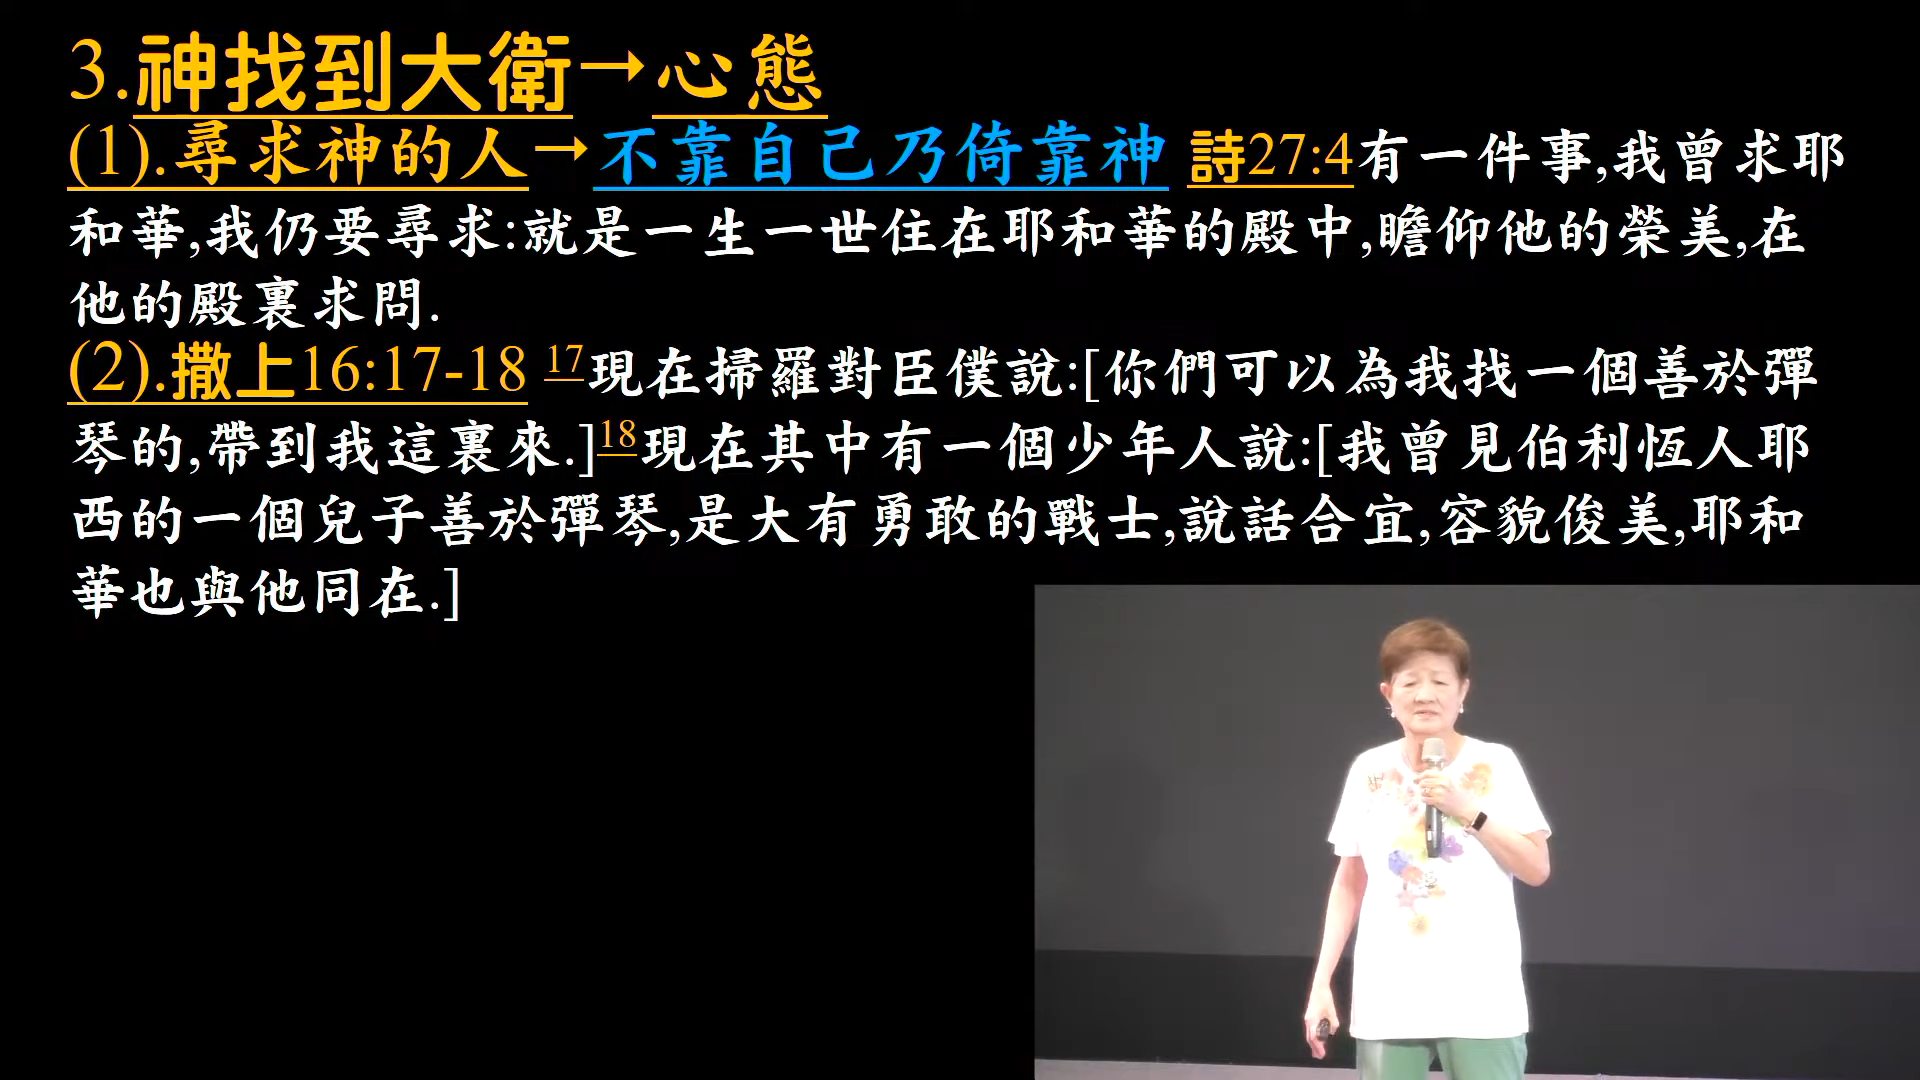 3.神找到大衛→心態
(1).尋求神的人→不靠自己乃倚靠神 詩27:4有一件事,我曾求耶
和華,我仍要尋求:就是一生一世住在耶和華的殿中,瞻仰他的榮美,在
他的殿裏求問.
(2).撒上16:17-18 17現在掃羅對臣僕說:[你們可以為我找一個善於彈
琴的,帶到我這裏來.]18現在其中有一個少年人說:[我曾見伯利恆人耶
西的一個兒子善於彈琴,是大有勇敢的戰士,說話合宜,容貌俊美,耶和
華也與他同在.]